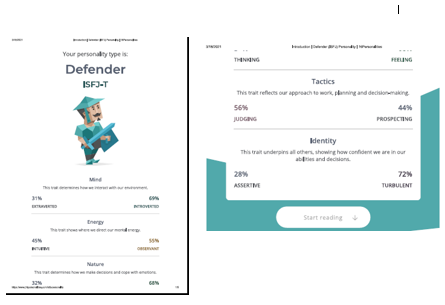 Your personality type is:
Defender
ISFJ-T
Mind
This trait determines how we interact with our environment.
31% 69%
EXTRAVERTED INTROVERTED
Energy
This trait shows where we direct our mental energy.
45% 55%
INTUITIVE OBSERVANT
Nature
This trait determines how we make decisions and cope with emotions.
32% 68%
Introduction | Defender (ISFJ) Personality | 16Personalities
THINKING FEELING
Tactics
This trait reflects our approach to work, planning and decision-making.
56% 44%
JUDGING PROSPECTING
Identity
This trait underpins all others, showing how confident we are in our
abilities and decisions.
28% 72%
ASSERTIVE TURBULENT
Start reading